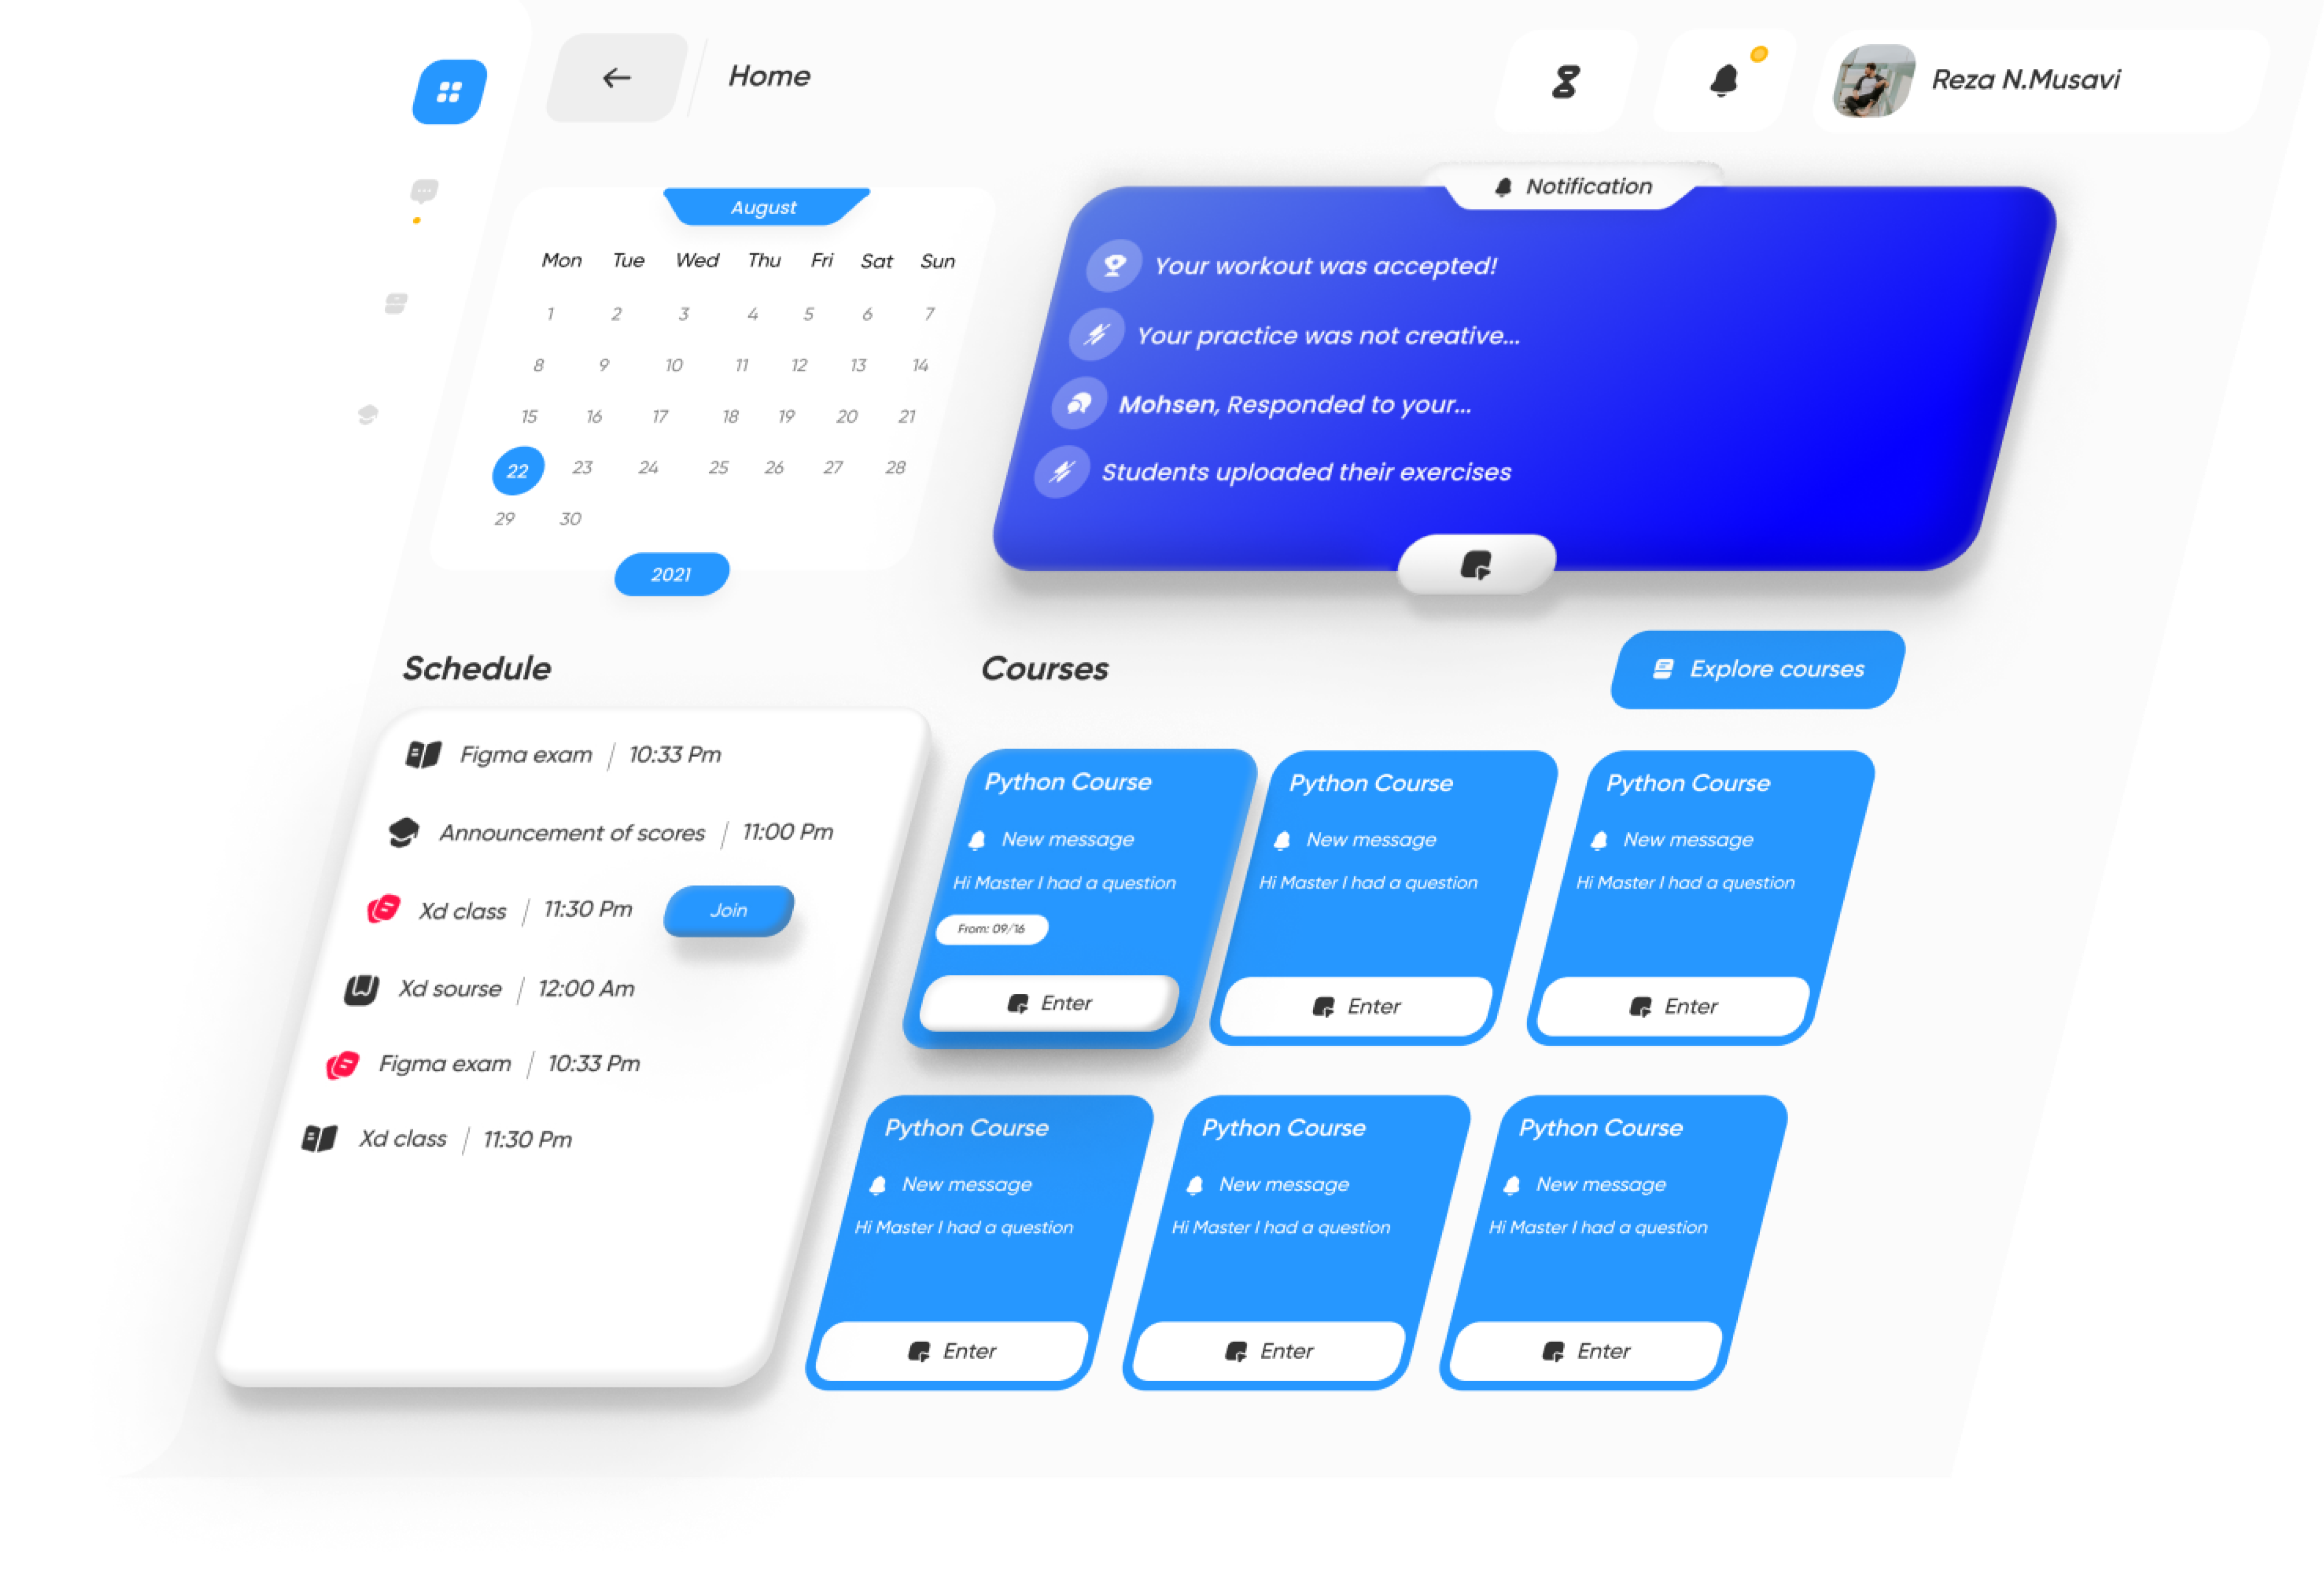 Home
Reza N.Musavi
August
Mon Tue Wed Thu Fri Sat Sun
1 2 3 4 5 6 7
8 9 10 11 12 13 14
15 16 17 18 19 20 21
22 23 24 25 26 27 28
29 30
2021
Notification
Your workout was accepted!
Your practice was not creative...
Mohsen, Responded to your...
Students uploaded their exercises
Schedule
Figma exam | 10:33 Pm
Announcement of scores | 11:00 Pm
Xd class | 11:30 Pm Join
Xd sourse | 12:00 Am
Figma exam | 10:33 Pm
Xd class | 11:30 Pm
Courses
Explore courses
Python Course
New message
Hi Master I had a question
From: 09/16
Enter
Python Course
New message
Hi Master I had a question
Enter
Python Course
New message
Hi Master I had a question
Enter
Python Course
New message
Hi Master I had a question
Enter
Python Course
New message
Hi Master I had a question
Enter
Python Course
New message
Hi Master I had a question
Enter